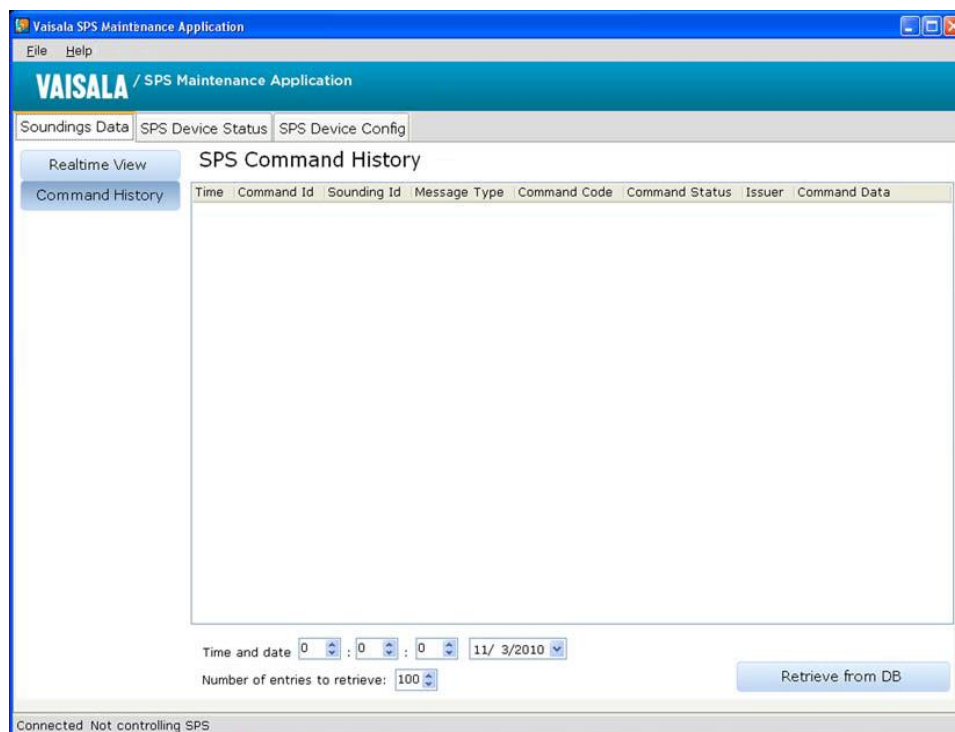 Vaisala SPS Maintenance Application
File Help
VAISALA / SPS Maintenance Application
Soundings Data SPS Device Status SPS Device Config
Realtime View
SPS Command History
Command History
Time Command Id Sounding Id Message Type Command Code Command Status Issuer Command Data
Time and date 0 : 0 : 0 11/ 3/2010
Number of entries to retrieve: 100
Retrieve from DB
Connected Not controlling SPS